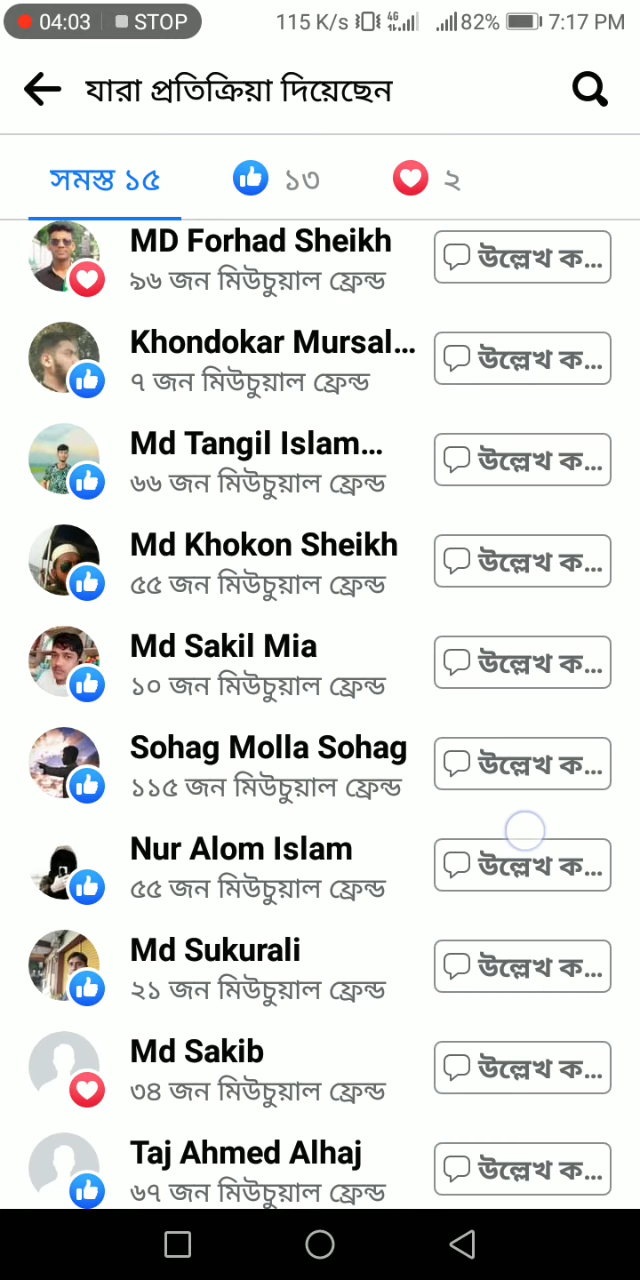 04:03 STOP 115 K/s 4G 82% 7:17 PM
যারা প্রতিক্রিয়া দিয়েছেন
সমস্ত ১৫ ১৩ ২
MD Forhad Sheikh
৯৬ জন মিউচুয়াল ফ্রেন্ড
উল্লেখ ক...
Khondokar Mursal...
৭ জন মিউচুয়াল ফ্রেন্ড
উল্লেখ ক...
Md Tangil Islam...
৬৬ জন মিউচুয়াল ফ্রেন্ড
উল্লেখ ক...
Md Khokon Sheikh
৫৫ জন মিউচুয়াল ফ্রেন্ড
উল্লেখ ক...
Md Sakil Mia
১০ জন মিউচুয়াল ফ্রেন্ড
উল্লেখ ক...
Sohag Molla Sohag
১১৫ জন মিউচুয়াল ফ্রেন্ড
উল্লেখ ক...
Nur Alom Islam
৫৫ জন মিউচুয়াল ফ্রেন্ড
উল্লেখ ক...
Md Sukurali
২১ জন মিউচুয়াল ফ্রেন্ড
উল্লেখ ক...
Md Sakib
৩৪ জন মিউচুয়াল ফ্রেন্ড
উল্লেখ ক...
Taj Ahmed Alhaj
৬৭ জন মিউচুয়াল ফ্রেন্ড
উল্লেখ ক...